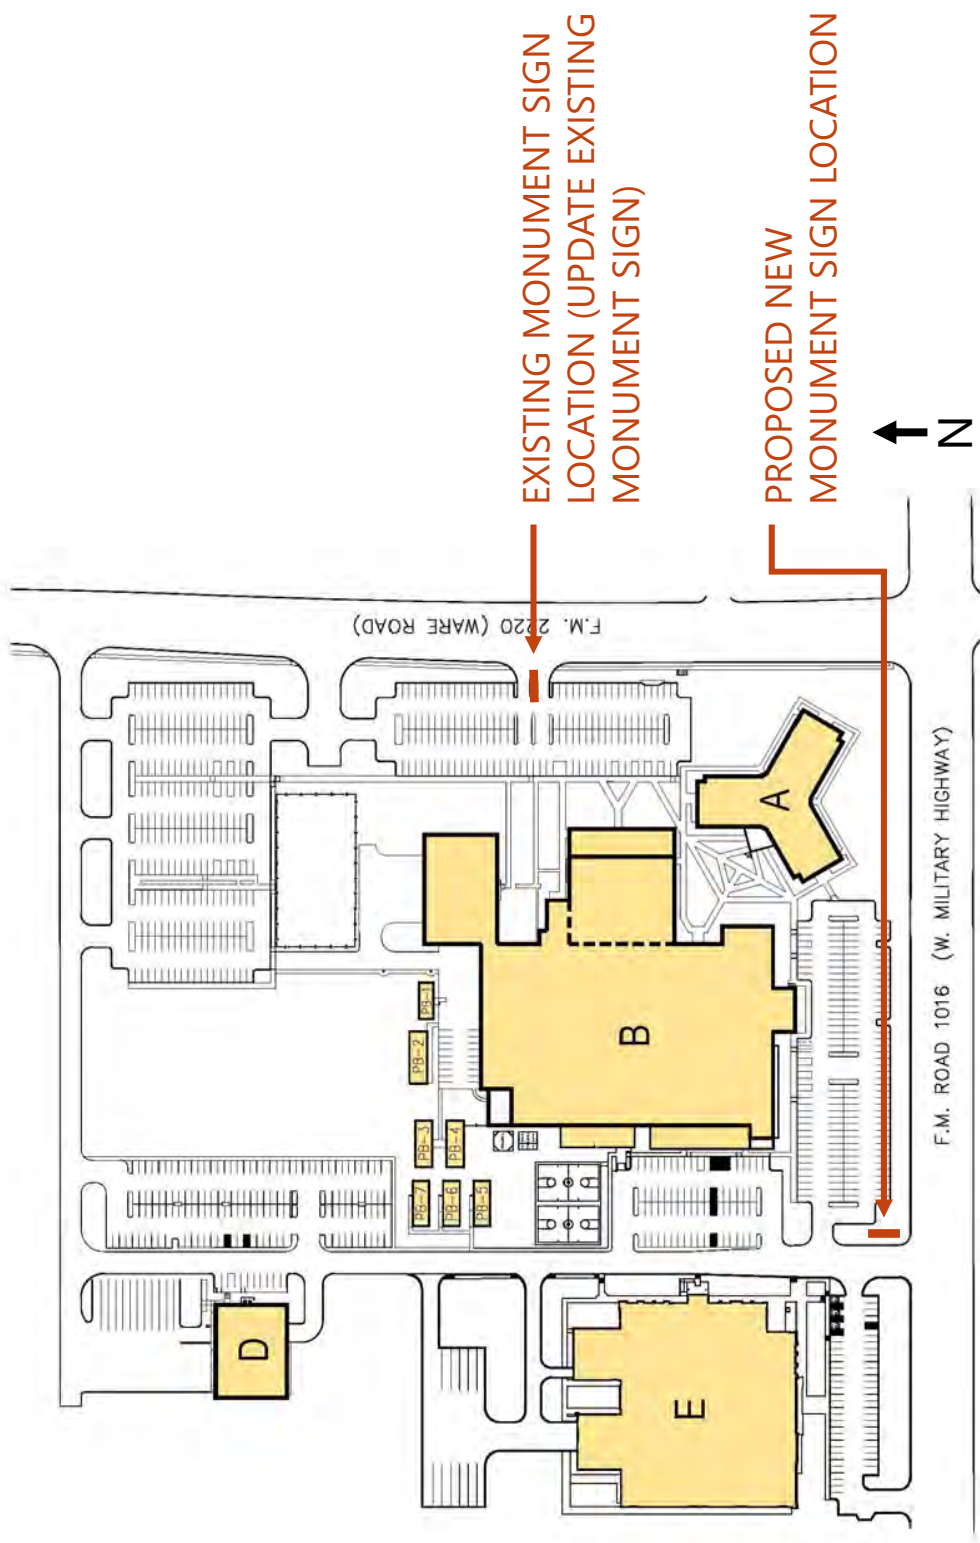 EXISTING MONUMENT SIGN
LOCATION (UPDATE EXISTING
MONUMENT SIGN)
PROPOSED NEW
MONUMENT SIGN LOCATION
N
F.M. 2220 (WARE ROAD)
F.M. ROAD 1016 (W. MILITARY HIGHWAY)
A
B
PB-1
PB-2
PB-3
PB-4
PB-7
PB-6
PB-5
D
E